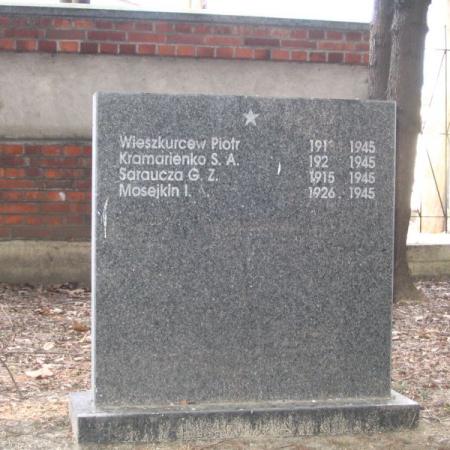 Wieszkurcew Piotr 191 1945
Kramarienko S. A. 192 1945
Saraucza G. Z. 1915 1945
Mosejkin I. 1926 1945